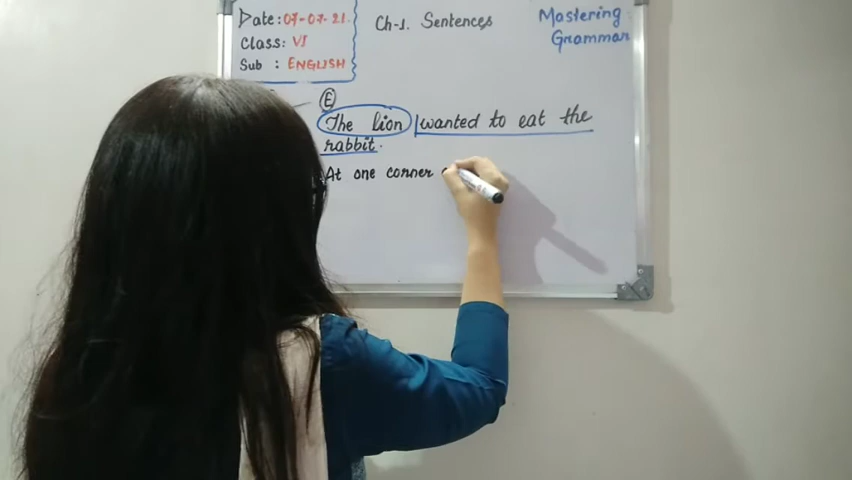 Date: 07-07-21.
Class: VI
Sub : ENGLISH
Ch-1. Sentences
Mastering
Grammar
E
The lion wanted to eat the
rabbit.
At one corner